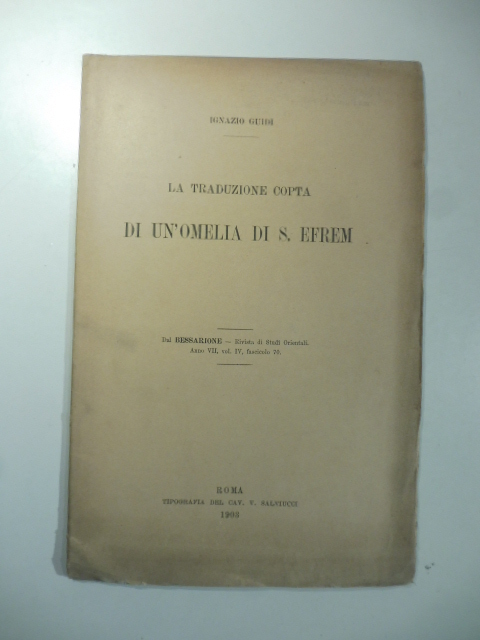 IGNAZIO GUIDI
LA TRADUZIONE COPTA
DI UN'OMELIA DI S. EFREM
Dal BESSARIONE — Rivista di Studi Orientali.
Anno VII, vol. IV, fascicolo 70.
ROMA
TIPOGRAFIA DEL CAV. V. SALVIUCCI
1903